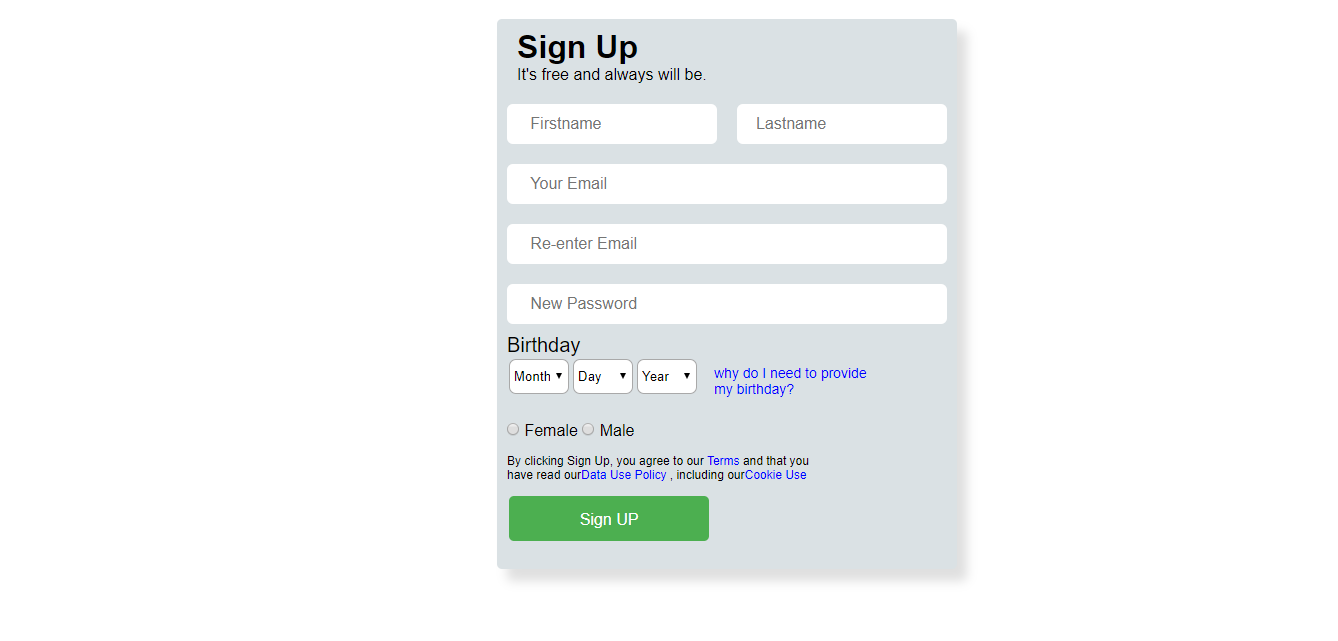 Sign Up
It's free and always will be.
Firstname Lastname
Your Email
Re-enter Email
New Password
Birthday
Month Day Year why do I need to provide
my birthday?
Female Male
By clicking Sign Up, you agree to our Terms and that you
have read ourData Use Policy , including ourCookie Use
Sign UP